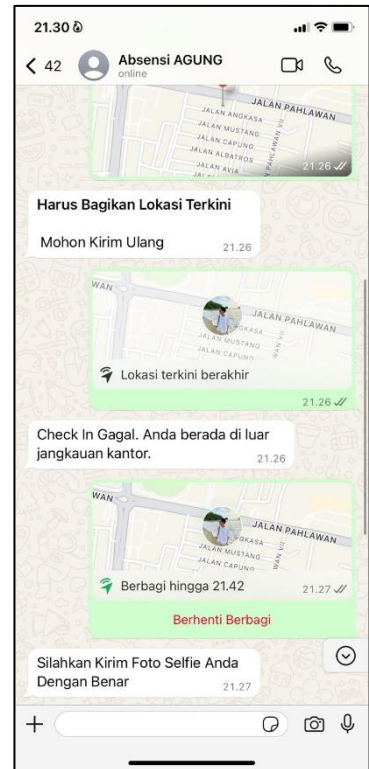 21.30
42
Absensi AGUNG
online
JALAN PAHLAWAN
JALAN ANGKASA
JALAN MUSTANG
JALAN CAPUNG
JALAN ALBATROS
JALAN AVIA
21.26
Harus Bagikan Lokasi Terkini
Mohon Kirim Ulang
21.26
WAN
JALAN PAHLAWAN
JALAN MUSTANG
JALAN CAPUNG
Lokasi terkini berakhir
21.26
Check In Gagal. Anda berada di luar
jangkauan kantor.
21.26
WAN
JALAN PAHLAWAN
JALAN MUSTANG
JALAN CAPUNG
Berbagi hingga 21.42
21.27
Berhenti Berbagi
Silahkan Kirim Foto Selfie Anda
Dengan Benar
21.27